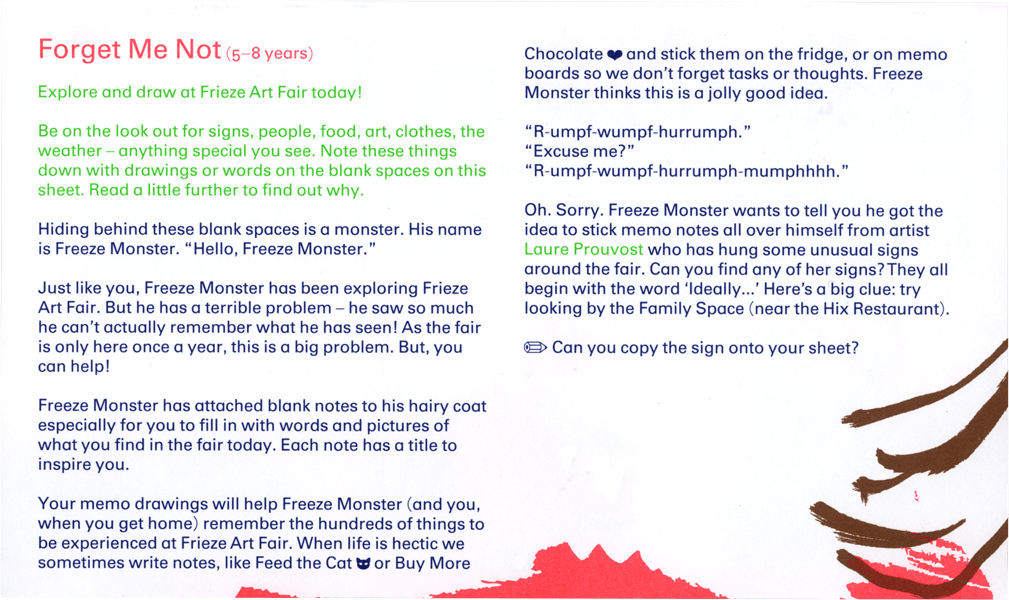 Forget Me Not (5–8 years)
Explore and draw at Frieze Art Fair today!
Be on the look out for signs, people, food, art, clothes, the
weather – anything special you see. Note these things
down with drawings or words on the blank spaces on this
sheet. Read a little further to find out why.
Hiding behind these blank spaces is a monster. His name
is Freeze Monster. “Hello, Freeze Monster.”
Just like you, Freeze Monster has been exploring Frieze
Art Fair. But he has a terrible problem – he saw so much
he can’t actually remember what he has seen! As the fair
is only here once a year, this is a big problem. But, you
can help!
Freeze Monster has attached blank notes to his hairy coat
especially for you to fill in with words and pictures of
what you find in the fair today. Each note has a title to
inspire you.
Your memo drawings will help Freeze Monster (and you,
when you get home) remember the hundreds of things to
be experienced at Frieze Art Fair. When life is hectic we
sometimes write notes, like Feed the Cat or Buy More
Chocolate ♥ and stick them on the fridge, or on memo
boards so we don’t forget tasks or thoughts. Freeze
Monster thinks this is a jolly good idea.
“R-umpf-wumpf-hurrumph.”
“Excuse me?”
“R-umpf-wumpf-hurrumph-mumphhhh.”
Oh. Sorry. Freeze Monster wants to tell you he got the
idea to stick memo notes all over himself from artist
Laure Prouvost who has hung some unusual signs
around the fair. Can you find any of her signs? They all
begin with the word ‘Ideally...’ Here’s a big clue: try
looking by the Family Space (near the Hix Restaurant).
Can you copy the sign onto your sheet?